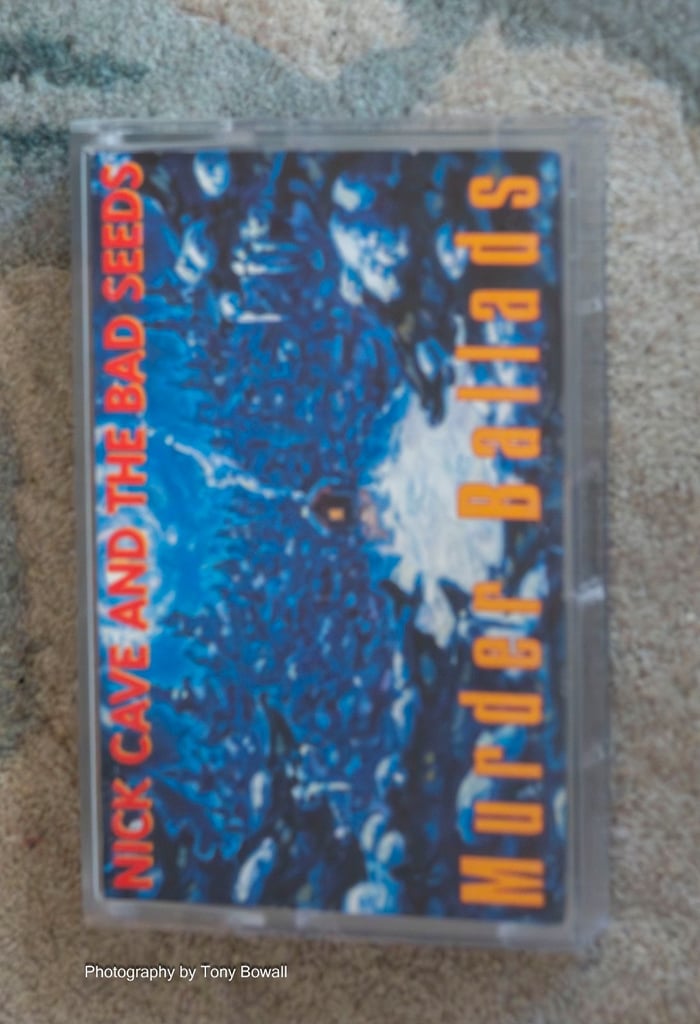 NICK CAVE AND THE BAD SEEDS
Murder Ballads
Photography by Tony Bowall